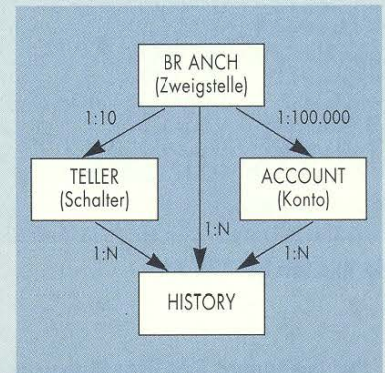 BR ANCH
(Zweigstelle)
1:10
1:100.000
TELLER
(Schalter)
ACCOUNT
(Konto)
1:N
1:N
1:N
HISTORY